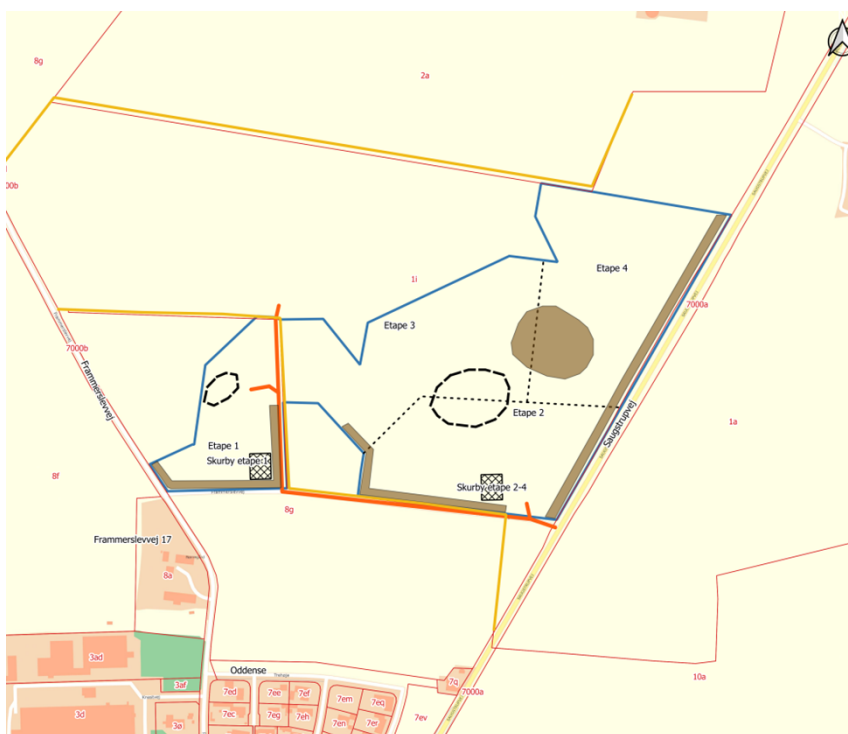 8g
2a
00b
Etape 4
1i
7000a
Etape 3
7000b
Frammerslevvej
Etape 2
1a
Saugstrupvej
Etape 1
Skurby etape 1
8f
Skurby etape 2-4
8g
Frammerslevvej 17
8a
3ad
Oddense
3af
7ed
7ee
7ef
7q
10a
7em
7eq
7000a
3d
3a
7ec
7eg
7eh
7en
7er
7ev